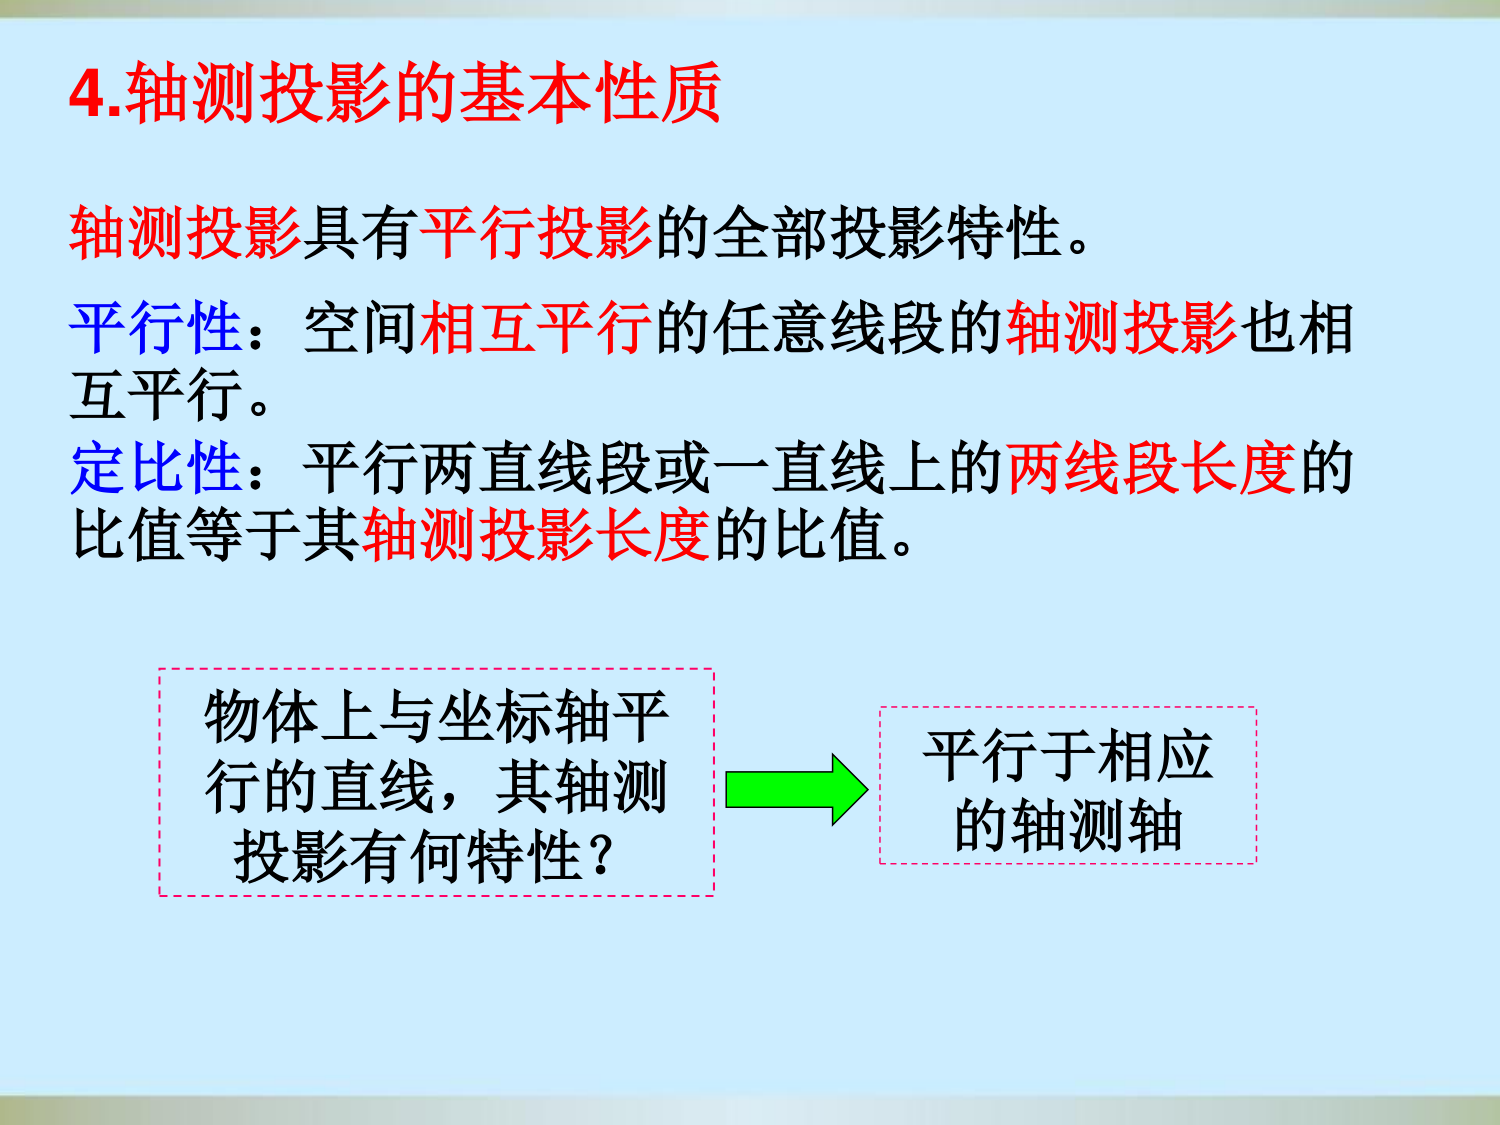 4.轴测投影的基本性质
轴测投影具有平行投影的全部投影特性。
平行性：空间相互平行的任意线段的轴测投影也相
互平行。
定比性：平行两直线段或一直线上的两线段长度的
比值等于其轴测投影长度的比值。
物体上与坐标轴平
行的直线，其轴测
投影有何特性？
平行于相应
的轴测轴